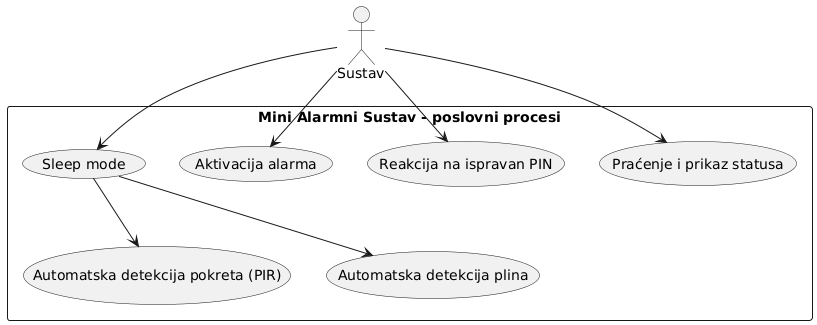 Sustav
Mini Alarmni Sustav - poslovni procesi
Sleep mode
Aktivacija alarma
Reakcija na ispravan PIN
Praćenje i prikaz statusa
Automatska detekcija pokreta (PIR)
Automatska detekcija plina